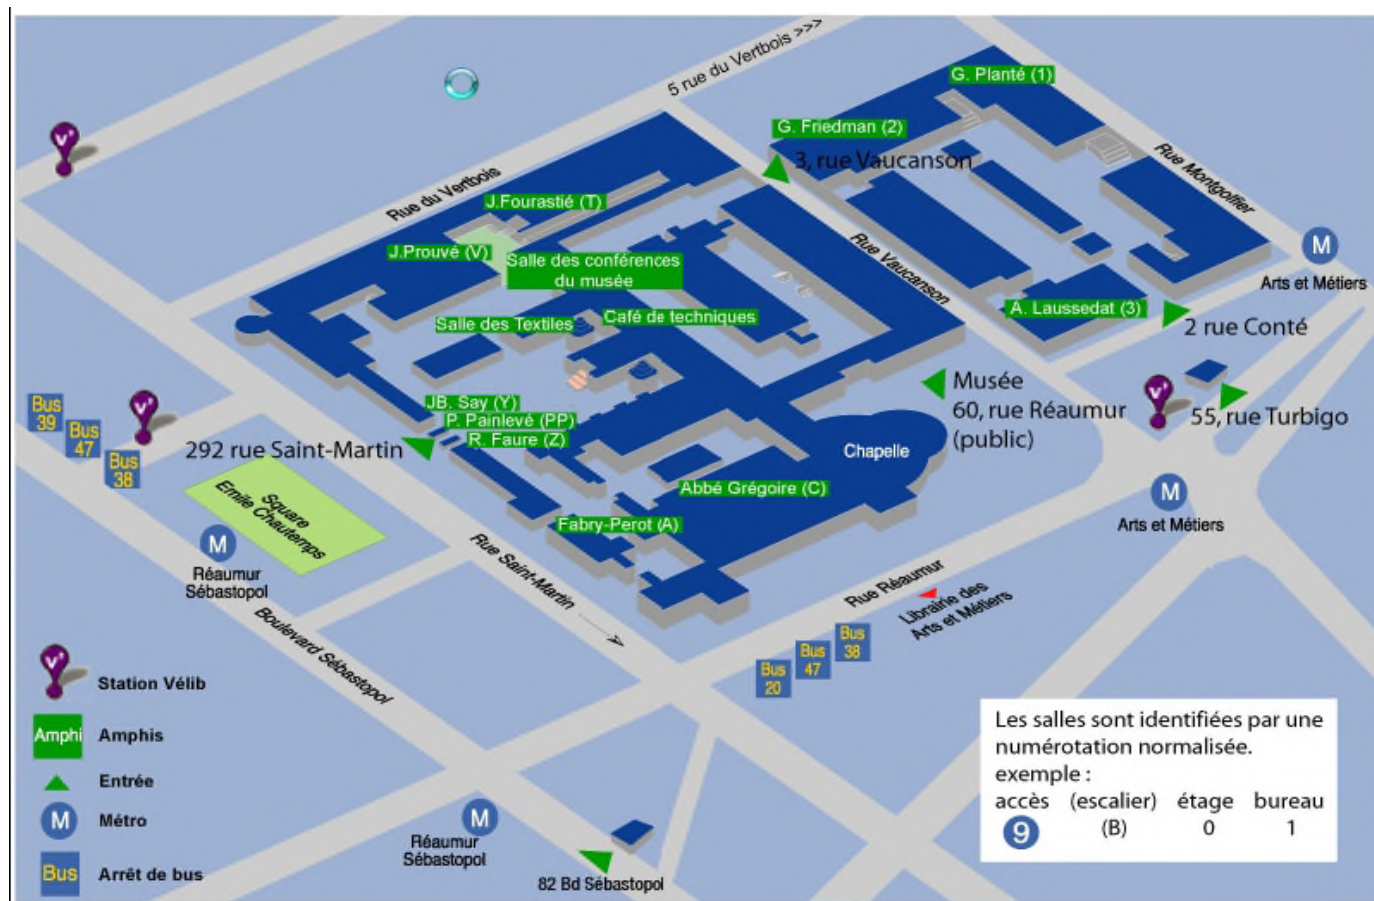 5 rue du Vertbois >>>
G. Planté (1)
G. Friedman (2)
3, rue Vaucanson
Rue Montgolfier
Rue du Vertbois
J.Fourastié (T)
J.Prouvé (V)
Salle des conférences
du musée
Rue Vaucanson
M
Arts et Métiers
A. Laussedat (3)
2 rue Conté
Salle des Textiles
Café de techniques
Musée
60, rue Réaumur
(public)
55, rue Turbigo
Bus
39
Bus
47
Bus
38
JB. Say (Y)
P. Painlevé (PP)
R. Faure (Z)
292 rue Saint-Martin
Chapelle
Abbé Grégoire (C)
Fabry-Perot (A)
M
Arts et Métiers
Square
Emile Chautemps
M
Réaumur
Sébastopol
Rue Saint-Martin
Rue Réaumur
Librairie des
Arts et Métiers
Boulevard Sébastopol
Bus
20
Bus
47
Bus
38
V+
Station Vélib
Amphi
Amphis
Entrée
M
Métro
Bus
Arrêt de bus
M
Réaumur
Sébastopol
82 Bd Sébastopol
Les salles sont identifiées par une
numérotation normalisée.
exemple :
accès (escalier) étage bureau
9 (B) 0 1